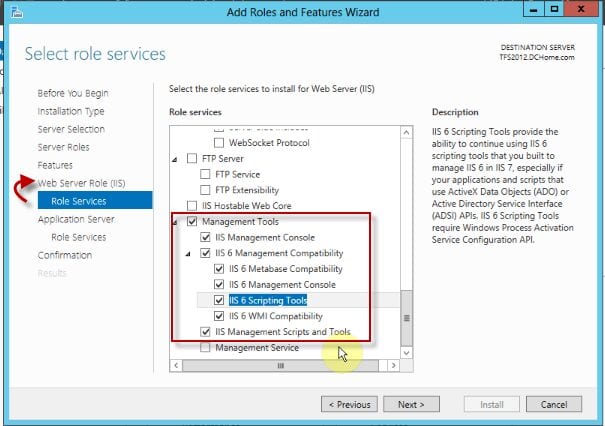 Add Roles and Features Wizard
Select role services
DESTINATION SERVER
TFS2012.DCHome.com
Before You Begin
Installation Type
Server Selection
Server Roles
Features
Web Server Role (IIS)
Role Services
Application Server
Role Services
Confirmation
Results
Select the role services to install for Web Server (IIS)
Role services
WebSocket Protocol
FTP Server
FTP Service
FTP Extensibility
IIS Hostable Web Core
Management Tools
IIS Management Console
IIS 6 Management Compatibility
IIS 6 Metabase Compatibility
IIS 6 Management Console
IIS 6 Scripting Tools
IIS 6 WMI Compatibility
IIS Management Scripts and Tools
Management Service
Description
IIS 6 Scripting Tools provide the
ability to continue using IIS 6
scripting tools that you built to
manage IIS 6 in IIS 7, especially if
your applications and scripts that
use ActiveX Data Objects (ADO) or
Active Directory Service Interface
(ADSI) APIs. IIS 6 Scripting Tools
require Windows Process Activation
Service Configuration API.
< Previous
Next >
Install
Cancel